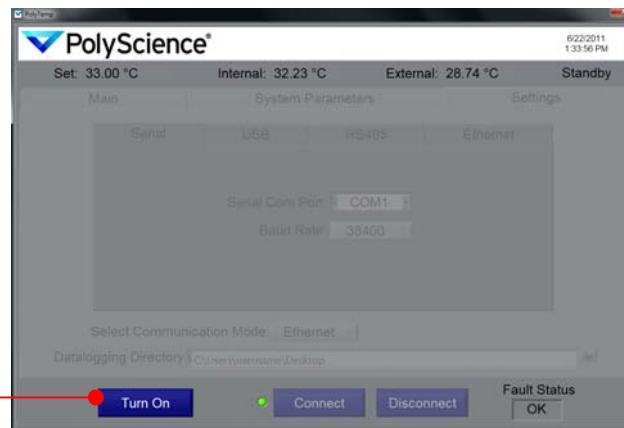 PolyTemp
PolyScience®
6/22/2011
1:33:56 PM
Set: 33.00 °C Internal: 32.23 °C External: 28.74 °C Standby
Main System Parameters Settings
Serial USB RS485 Ethernet
Serial Com Port COM1
Baud Rate 38400
Select Communication Mode: Ethernet
Datalogging Directory C:\Users\username\Desktop
Turn On Connect Disconnect
Fault Status
OK